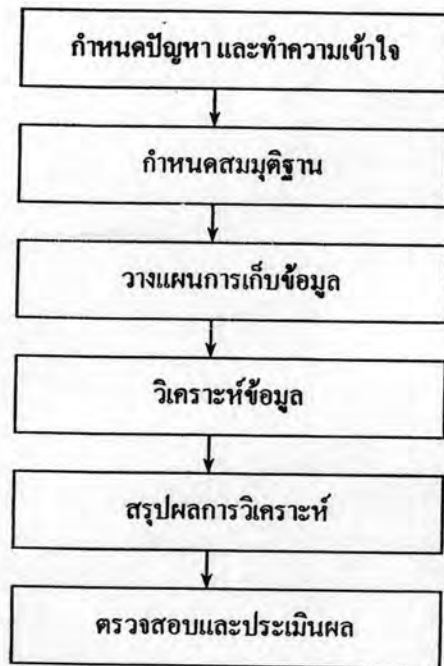 กำหนดปัญหา และทำความเข้าใจ
กำหนดสมมุติฐาน
วางแผนการเก็บข้อมูล
วิเคราะห์ข้อมูล
สรุปผลการวิเคราะห์
ตรวจสอบและประเมินผล